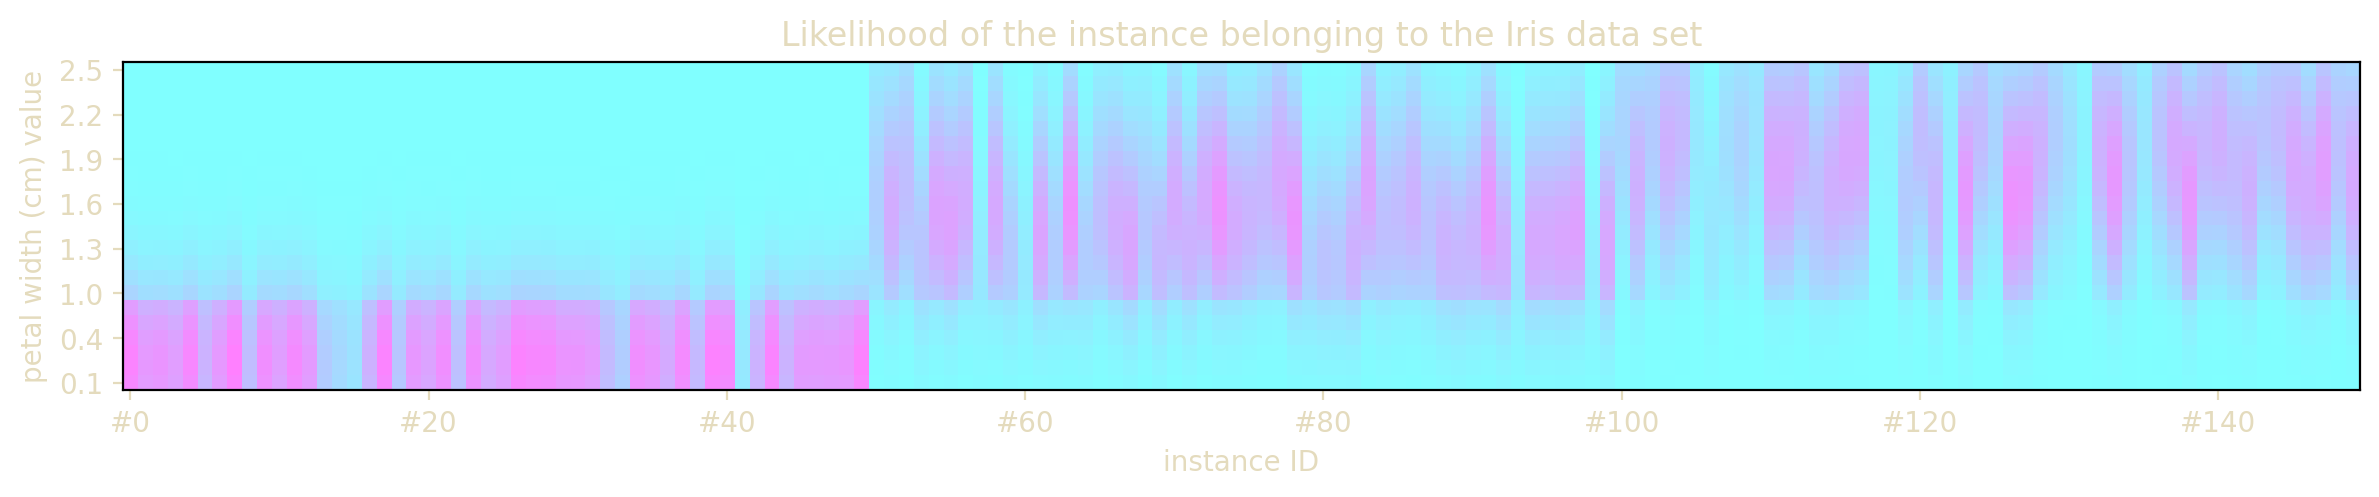 Likelihood of the instance belonging to the Iris data set
petal width (cm) value
2.5
2.2
1.9
1.6
1.3
1.0
0.4
0.1
#0 #20 #40 #60 #80 #100 #120 #140
instance ID